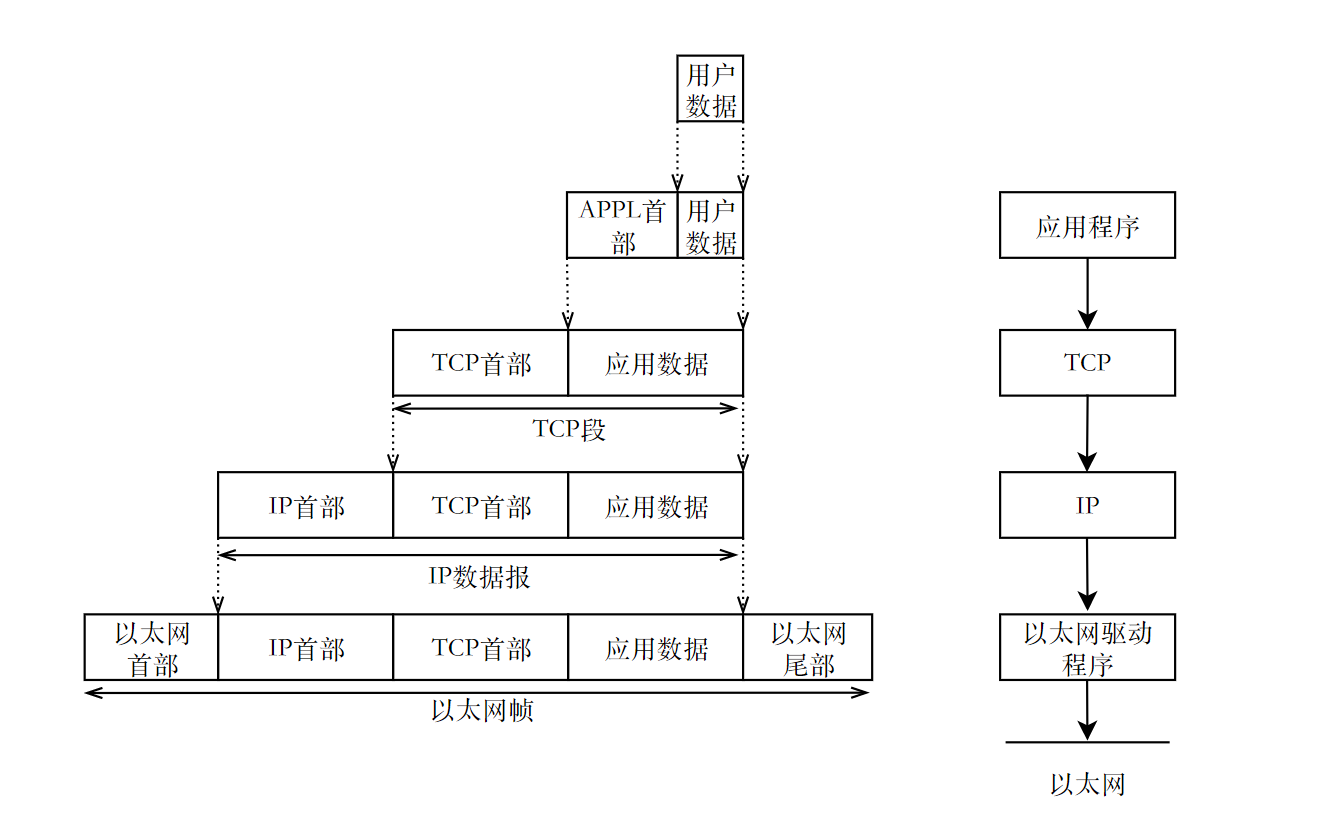 用户
数据
APPL首
部
用户
数据
应用程序
TCP首部
应用数据
TCP
TCP段
IP首部
TCP首部
应用数据
IP
IP数据报
以太网
首部
IP首部
TCP首部
应用数据
以太网
尾部
以太网驱动
程序
以太网帧
以太网